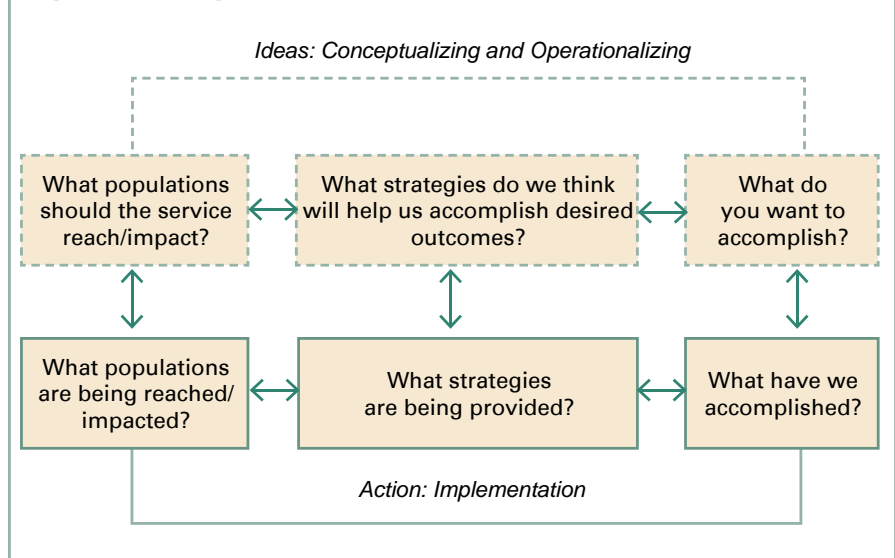 Ideas: Conceptualizing and Operationalizing
What populations
should the service
reach/impact?
What strategies do we think
will help us accomplish desired
outcomes?
What do
you want to
accomplish?
What populations
are being reached/
impacted?
What strategies
are being provided?
What have we
accomplished?
Action: Implementation